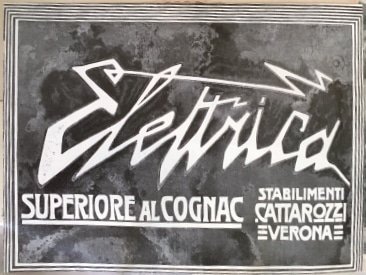 Elettrica
SUPERIORE AL COGNAC
STABILIMENTI
CATTAROZZI
VERONA